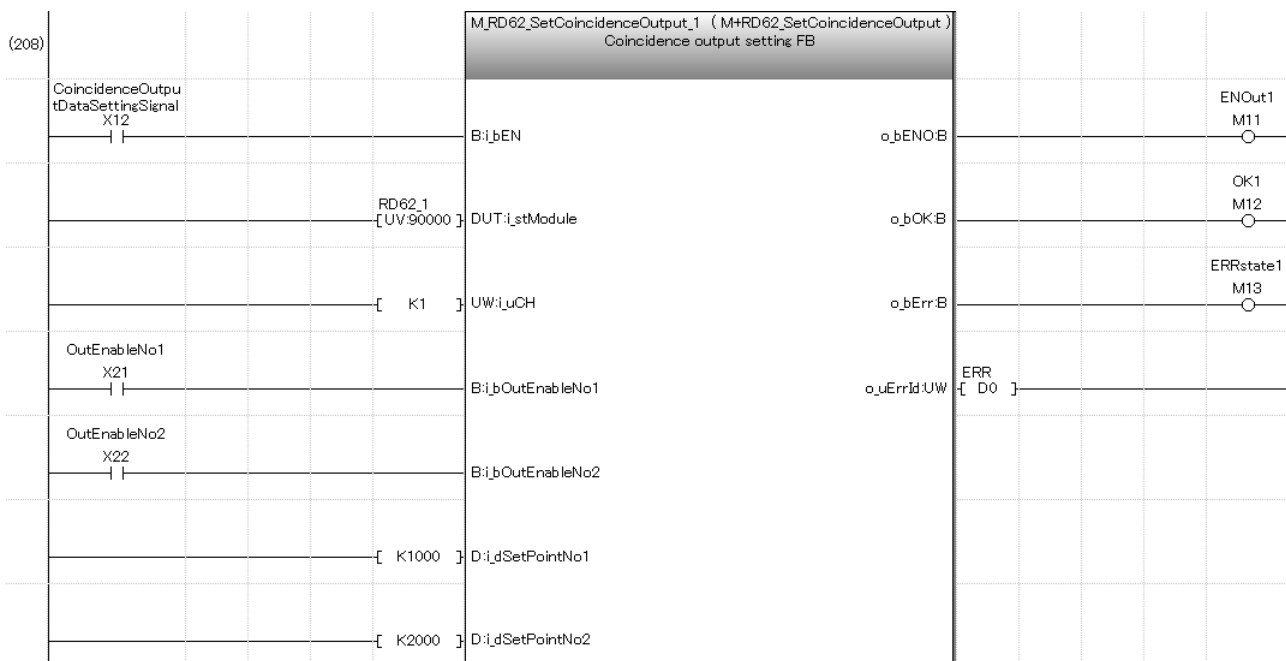 M_RD62_SetCoincidenceOutput_1 ( M+RD62_SetCoincidenceOutput )
(208)
Coincidence output setting FB
CoincidenceOutpu
tDataSettingSignal
X12
B:i_bEN
o_bENO:B
ENOut1
M11
RD62_1
UV:90000
DUT:i_stModule
o_bOK:B
OK1
M12
K1
UW:i_uCH
o_bErr:B
ERRstate1
M13
OutEnableNo1
X21
B:i_bOutEnableNo1
o_uErrId:UW
ERR
D0
OutEnableNo2
X22
B:i_bOutEnableNo2
K1000
D:i_dSetPointNo1
K2000
D:i_dSetPointNo2